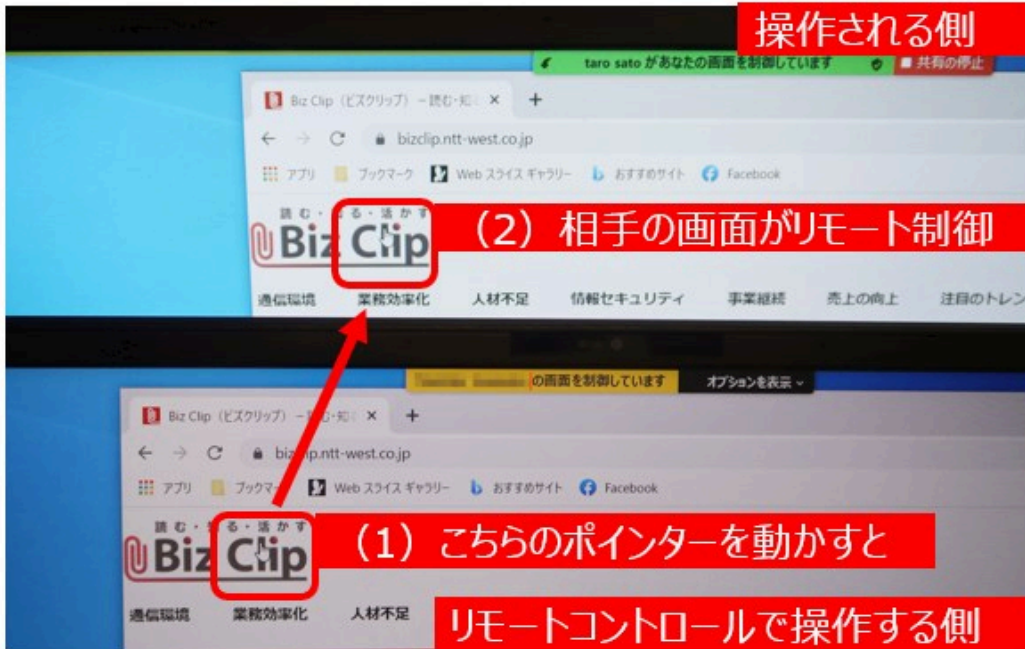 操作される側
taro sato があなたの画面を制御しています 共有の停止
Biz Clip（ビズクリップ）－読む・知
bizclip.ntt-west.co.jp
アプリ ブックマーク Web スライス ギャラリー おすすめサイト Facebook
読む・る・活かす
Biz Clip
（2）相手の画面がリモート制御
通信環境 業務効率化 人材不足 情報セキュリティ 事業継続 売上の向上 注目のトレン
の画面を制御しています オプションを表示
Biz Clip（ビズクリップ）－む・知
biz ip.ntt-west.co.jp
アプリ ブックマ Web スライス ギャラリー おすすめサイト Facebook
読む・る・活かす
Biz Clip
（1）こちらのポインターを動かすと
通信環境 業務効率化 人材不足
リモートコントロールで操作する側